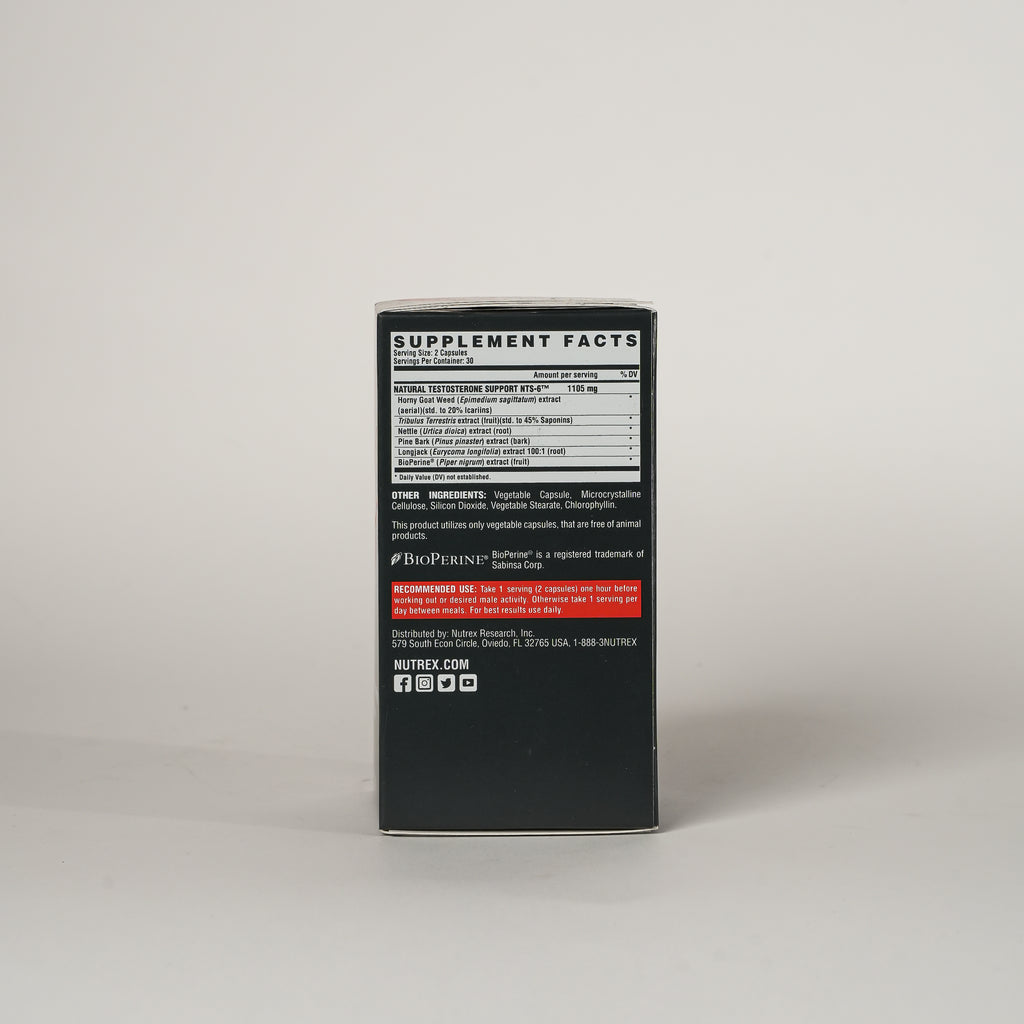 SUPPLEMENT FACTS
Serving Size: 2 Capsules
Servings Per Container: 30
Amount per serving % DV
NATURAL TESTOSTERONE SUPPORT NTS-6™ 1105 mg
Horny Goat Weed (Epimedium sagittatum) extract *
(aerial)(std. to 20% Icariins)
Tribulus Terrestris extract (fruit)(std. to 45% Saponins) *
Nettle (Urtica dioica) extract (root) *
Pine Bark (Pinus pinaster) extract (bark) *
Longjack (Eurycoma longifolia) extract 100:1 (root) *
BioPerine® (Piper nigrum) extract (fruit) *
* Daily Value (DV) not established.
OTHER INGREDIENTS: Vegetable Capsule, Microcrystalline
Cellulose, Silicon Dioxide, Vegetable Stearate, Chlorophyllin.
This product utilizes only vegetable capsules, that are free of animal
products.
BIOPERINE® BioPerine® is a registered trademark of
Sabinsa Corp.
RECOMMENDED USE: Take 1 serving (2 capsules) one hour before
working out or desired male activity. Otherwise take 1 serving per
day between meals. For best results use daily.
Distributed by: Nutrex Research, Inc.
579 South Econ Circle, Oviedo, FL 32765 USA, 1-888-3NUTREX
NUTREX.COM